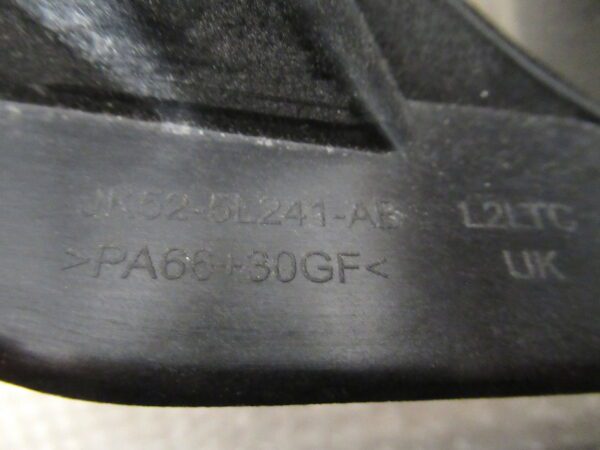 JK52-5L241-AB L2LTC
>PA66+30GF< UK